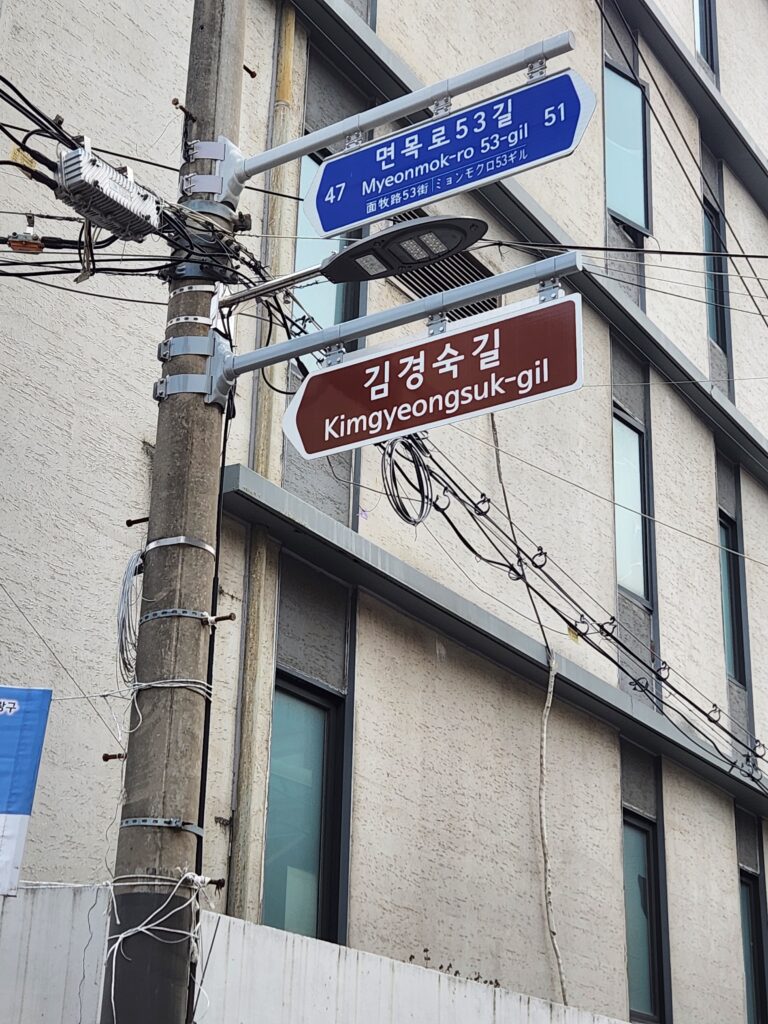 면목로53길
47 Myeonmok-ro 53-gil 51
面牧路53街 ミョンモクロ53ギル
김경숙길
Kimgyeongsuk-gil